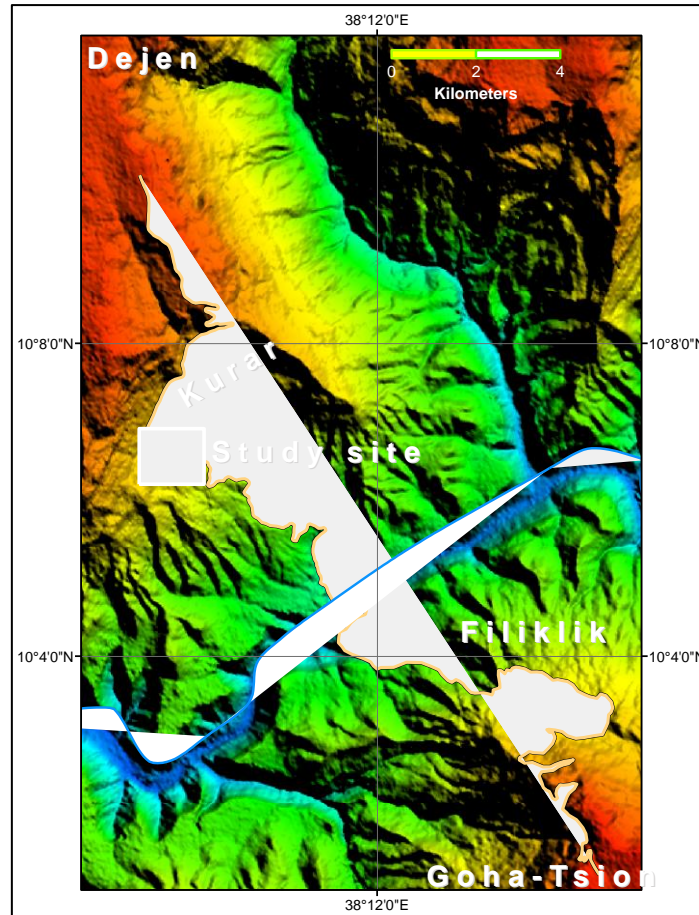 38°12'0"E
Dejen
0 2 4
Kilometers
10°8'0"N 10°8'0"N
Kurar
Study site
Filiklik
10°4'0"N 10°4'0"N
Goha-Tsion
38°12'0"E